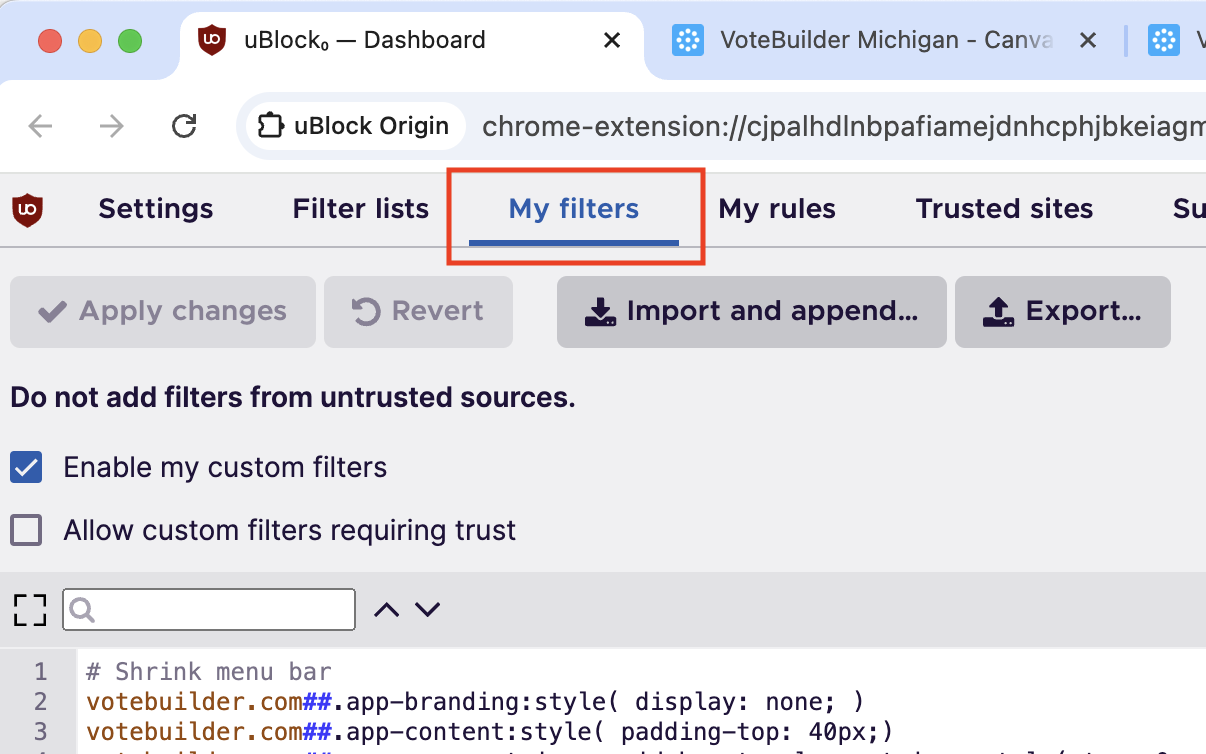 uBlock₀ — Dashboard
VoteBuilder Michigan - Canva
uBlock Origin
chrome-extension://cjpalhdlnbpafiamejdnhcphjbkeiagm
Settings
Filter lists
My filters
My rules
Trusted sites
Su
Apply changes
Revert
Import and append...
Export...
Do not add filters from untrusted sources.
Enable my custom filters
Allow custom filters requiring trust
1 # Shrink menu bar
2 votebuilder.com##.app-branding:style( display: none; )
3 votebuilder.com##.app-content:style( padding-top: 40px;)